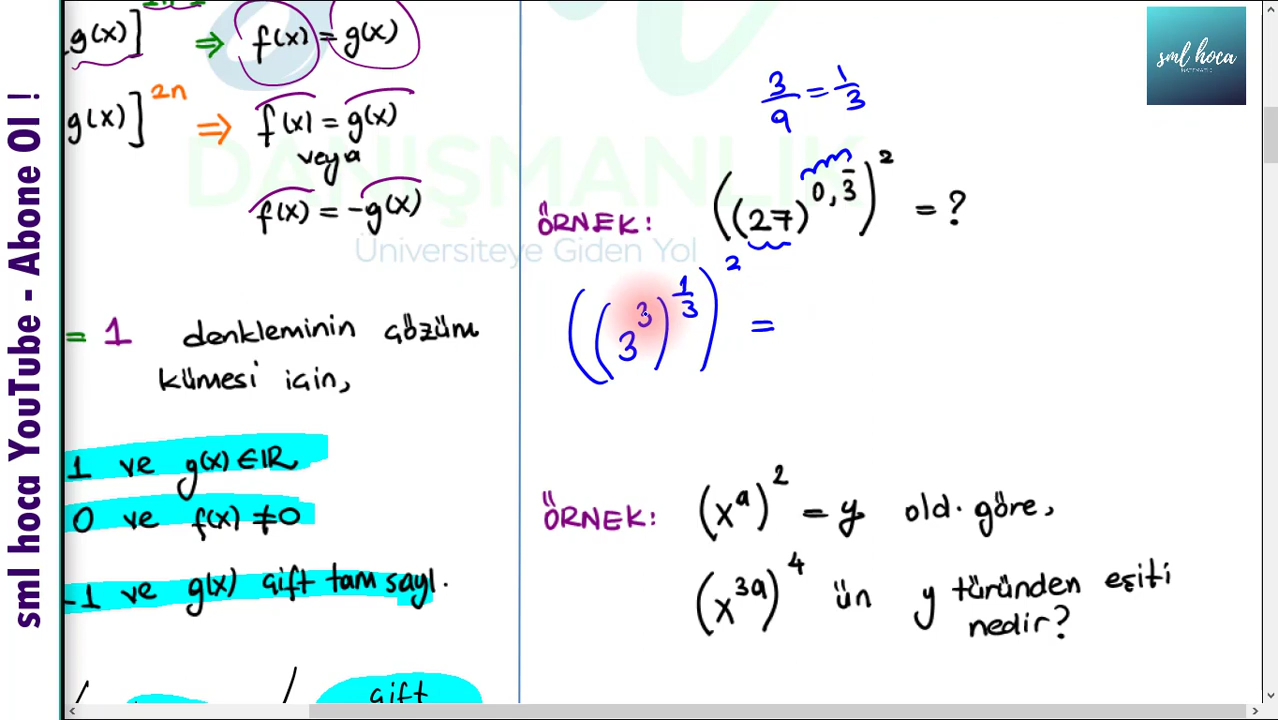 sml hoca YouTube - Abone Ol !
g(x)] ⇒ f(x) = g(x)
g(x)]^{2n} ⇒ f(x) = g(x)
veya
f(x) = -g(x)
DANIŞMANLIK
Üniversiteye Giden Yol
= 1 denkleminin çözüm
kümesi için,
1 ve g(x) ∈ IR
0 ve f(x) ≠ 0
-1 ve g(x) çift tam sayı.
çift
sml hoca
MATEMATİK
3/9 = 1/3
ÖRNEK: ((27)^{0,3̅})^2 = ?
((3^3)^{1/3})^2 =
ÖRNEK: (x^a)^2 = y old. göre,
(x^{3a})^4 ün y türünden eşiti
nedir?